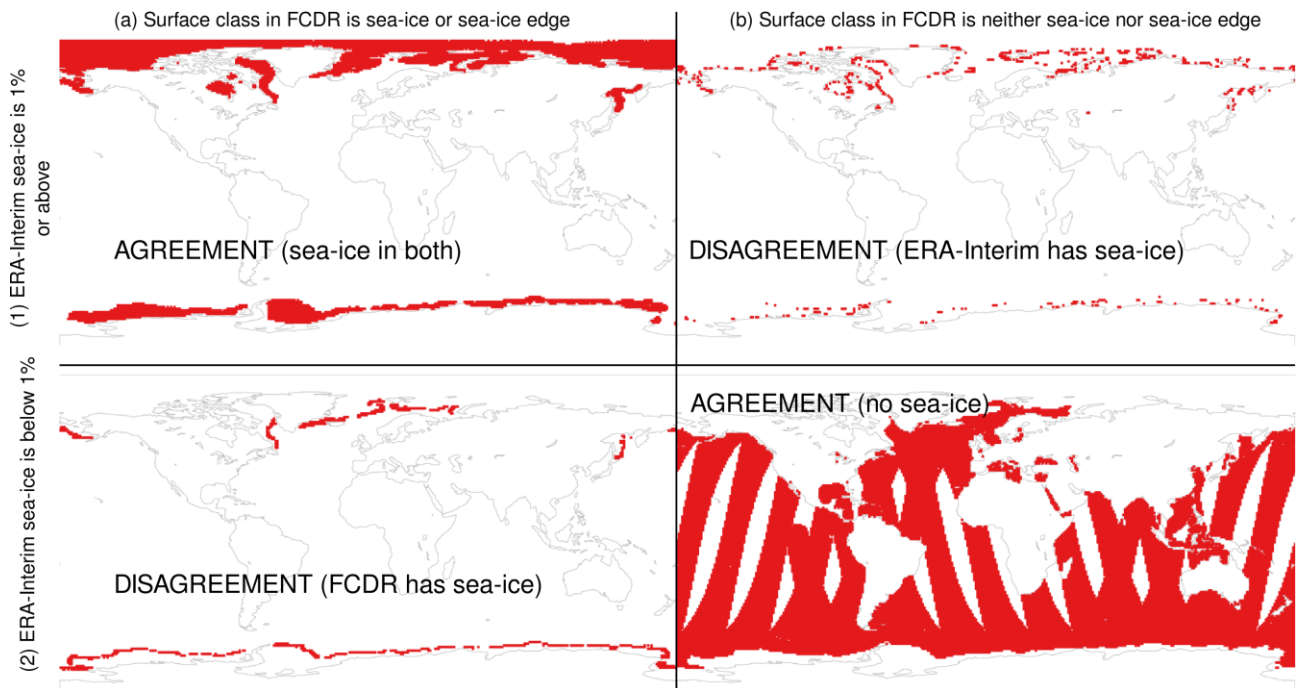 (a) Surface class in FCDR is sea-ice or sea-ice edge
(b) Surface class in FCDR is neither sea-ice nor sea-ice edge
(1) ERA-Interim sea-ice is 1%
or above
AGREEMENT (sea-ice in both)
DISAGREEMENT (ERA-Interim has sea-ice)
(2) ERA-Interim sea-ice is below 1%
DISAGREEMENT (FCDR has sea-ice)
AGREEMENT (no sea-ice)